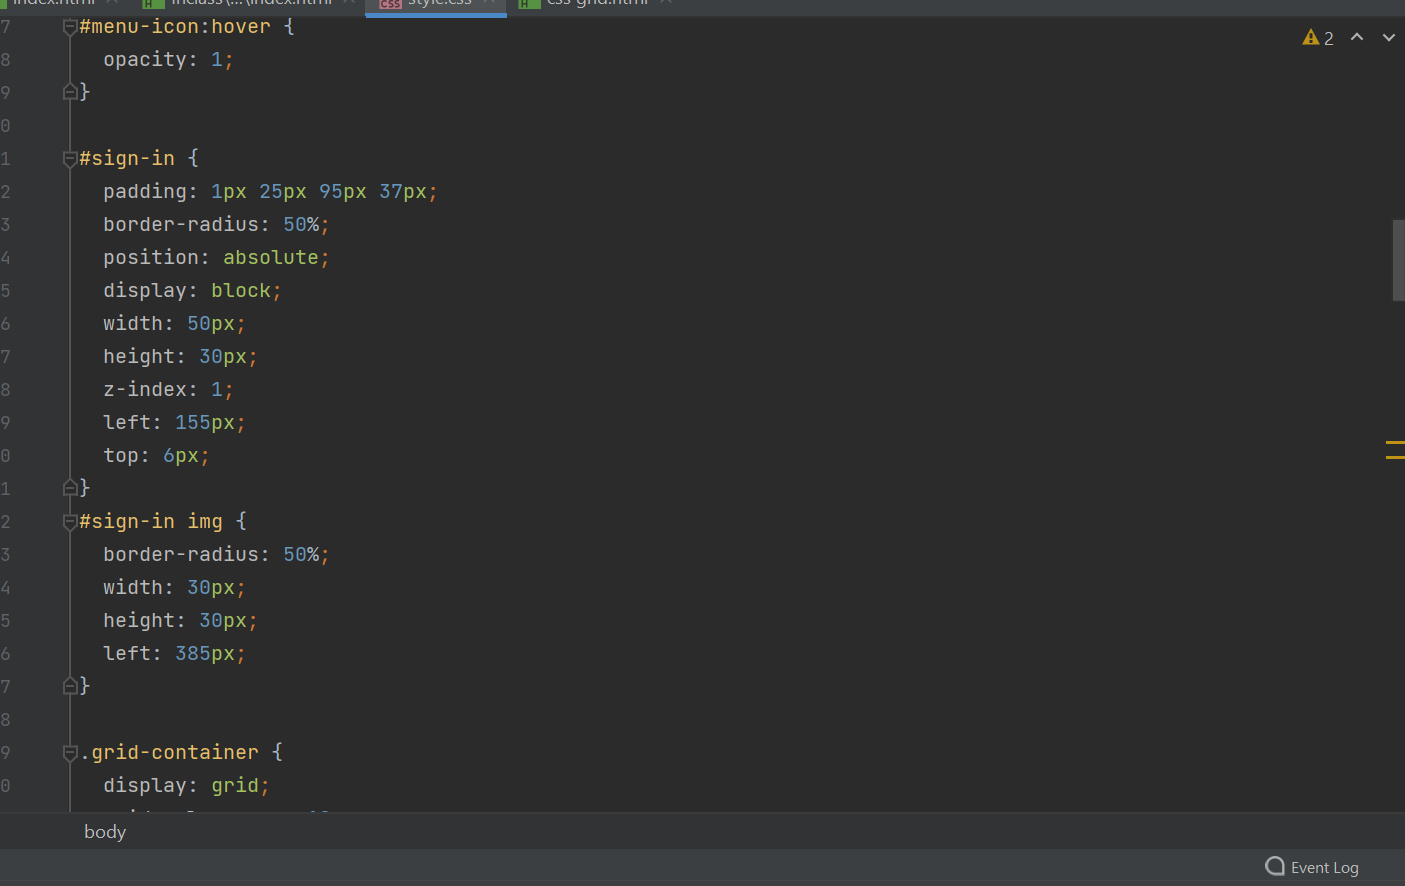 index.html inclass\...\index.html style.css css-grid.html
7 #menu-icon:hover {
8 opacity: 1;
9 }
0
1 #sign-in {
2 padding: 1px 25px 95px 37px;
3 border-radius: 50%;
4 position: absolute;
5 display: block;
6 width: 50px;
7 height: 30px;
8 z-index: 1;
9 left: 155px;
0 top: 6px;
1 }
2 #sign-in img {
3 border-radius: 50%;
4 width: 30px;
5 height: 30px;
6 left: 385px;
7 }
8
9 .grid-container {
0 display: grid;
2
body
Event Log